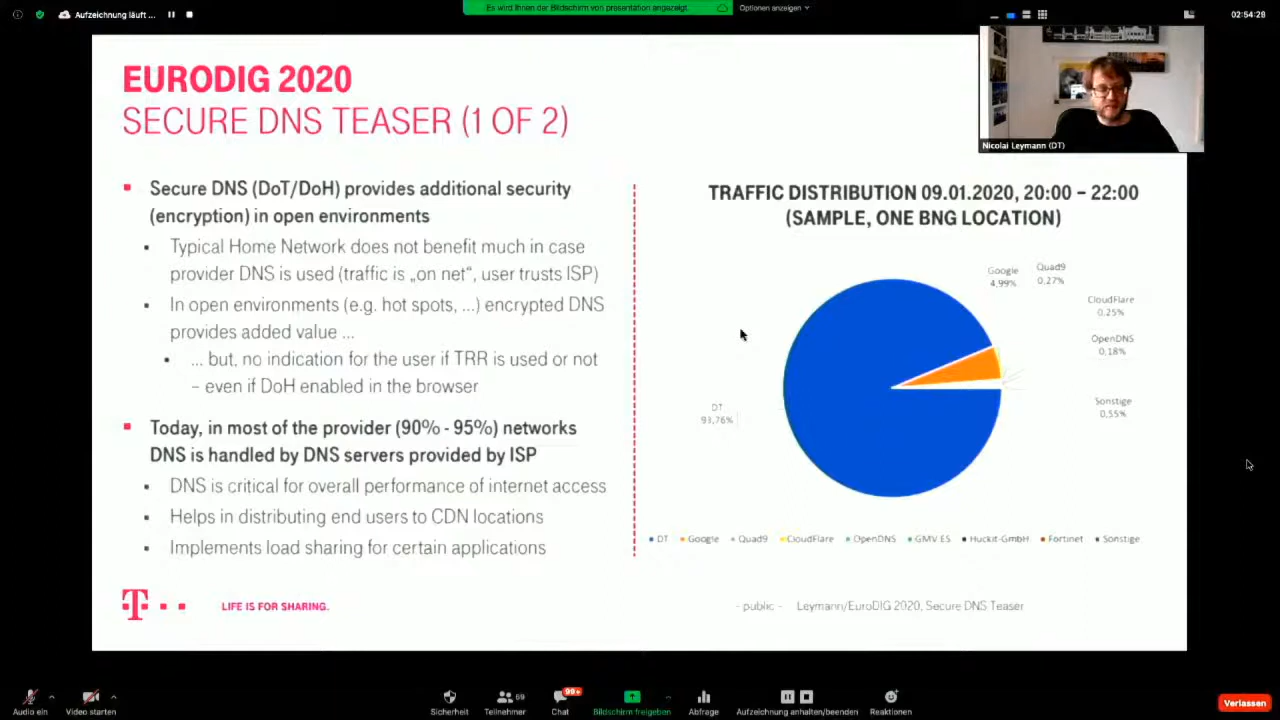 Aufzeichnung läuft ...
Es wird Ihnen der Bildschirm von presentation angezeigt.
Optionen anzeigen
02:54:28
EURODIG 2020
SECURE DNS TEASER (1 OF 2)
Nicolai Leymann (DT)
Secure DNS (DoT/DoH) provides additional security
(encryption) in open environments
Typical Home Network does not benefit much in case
provider DNS is used (traffic is „on net“, user trusts ISP)
In open environments (e.g. hot spots, ...) encrypted DNS
provides added value ...
... but, no indication for the user if TRR is used or not
– even if DoH enabled in the browser
Today, in most of the provider (90% - 95%) networks
DNS is handled by DNS servers provided by ISP
DNS is critical for overall performance of internet access
Helps in distributing end users to CDN locations
Implements load sharing for certain applications
TRAFFIC DISTRIBUTION 09.01.2020, 20:00 – 22:00
(SAMPLE, ONE BNG LOCATION)
Google
4,99%
Quad9
0,27%
CloudFlare
0,25%
OpenDNS
0,18%
Sonstige
0,55%
DT
93,76%
DT Google Quad9 CloudFlare OpenDNS GMV ES Huckit-GmbH Fortinet Sonstige
T
LIFE IS FOR SHARING.
- public - Leymann/EuroDIG 2020, Secure DNS Teaser
Audio ein
Video starten
Sicherheit
69
Teilnehmer
99+
Chat
Bildschirm freigeben
Abfrage
Aufzeichnung anhalten/beenden
Reaktionen
Verlassen